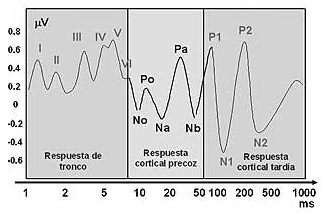 µV
0.8
0.6
0.4
0.2
0
-0.2
-0.4
-0.6
I
II
III
IV
V
VI
Po
Pa
No
Na
Nb
P1
P2
N1
N2
Respuesta de
tronco
Respuesta
cortical precoz
Respuesta
cortical tardia
1 2 5 10 20 50 100 200 500 1000
ms